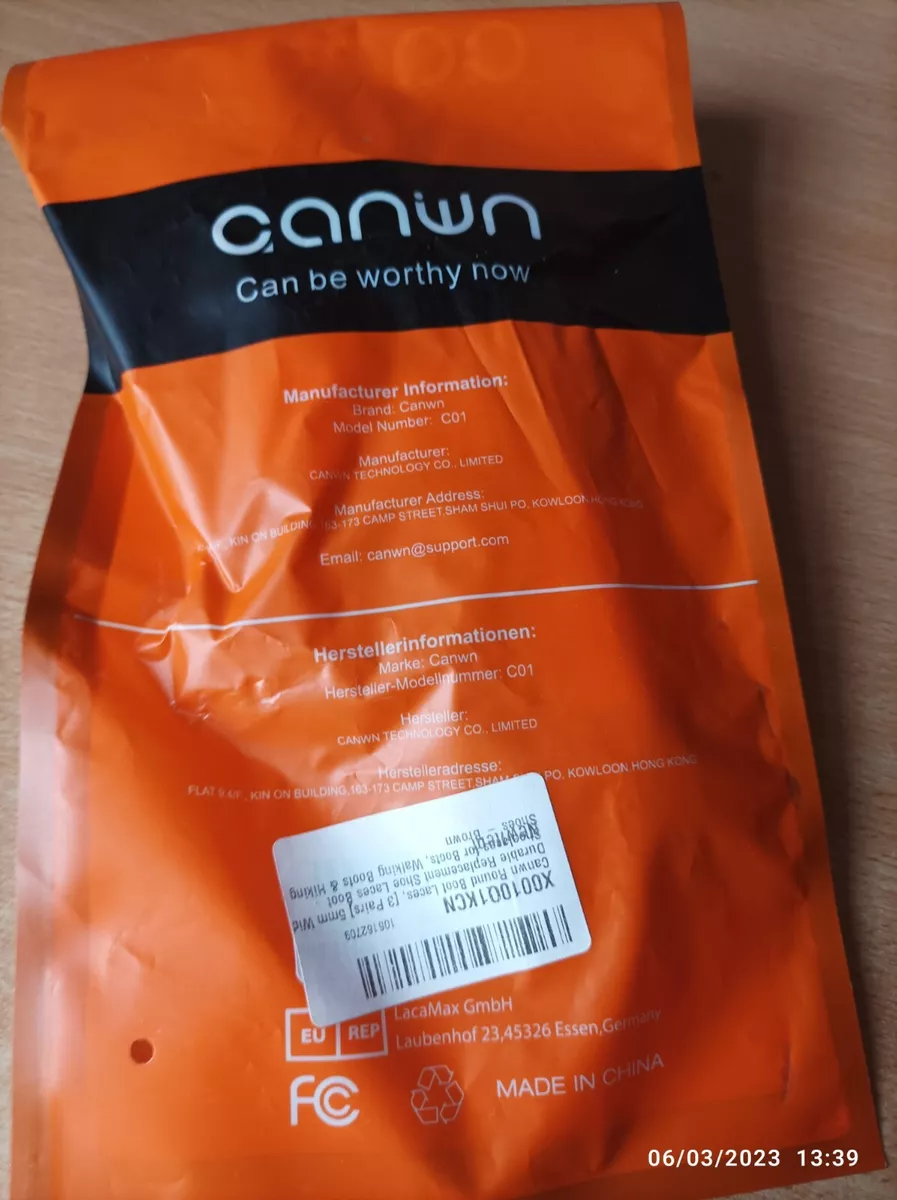 canwn
Can be worthy now
Manufacturer Information:
Brand: Canwn
Model Number: C01
Manufacturer:
CANWN TECHNOLOGY CO., LIMITED
Manufacturer Address:
KIN ON BUILDING 163-173 CAMP STREET,SHAM SHUI PO, KOWLOON.HONG KONG
Email: canwn@support.com
Herstellerinformationen:
Marke: Canwn
Hersteller-Modellnummer: C01
Hersteller:
CANWN TECHNOLOGY CO., LIMITED
Herstelleradresse:
FLAT KIN ON BUILDING,163-173 CAMP STREET,SHAM PO, KOWLOON.HONG KONG
105162709
X0010Q1KCN
Canwn Round Boot Laces, [3 Pairs] 5mm
Durable Replacement Shoe Laces Boot
Shoelaces for Boots, Walking Boots & Hiking
Shoes – Brown
New
EU REP
LacaMax GmbH
Laubenhof 23,45326 Essen,Germany
FC
MADE IN CHINA
06/03/2023 13:39